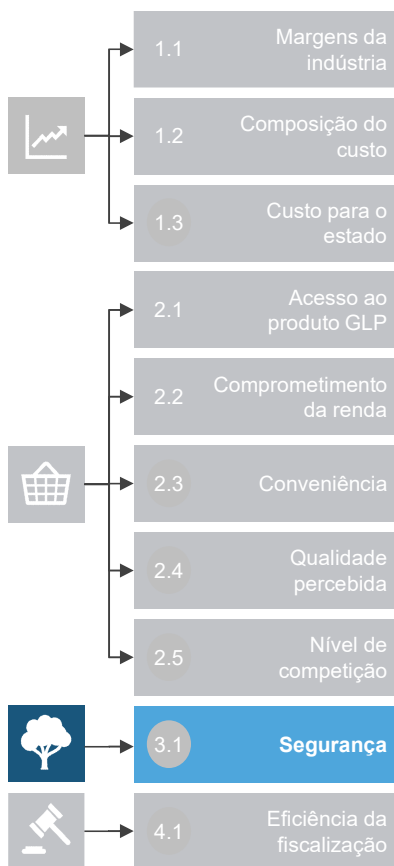 1.1
Margens da
indústria
1.2
Composição do
custo
1.3
Custo para o
estado
2.1
Acesso ao
produto GLP
2.2
Comprometimento
da renda
2.3
Conveniência
2.4
Qualidade
percebida
2.5
Nível de
competição
3.1
Segurança
4.1
Eficiência da
fiscalização